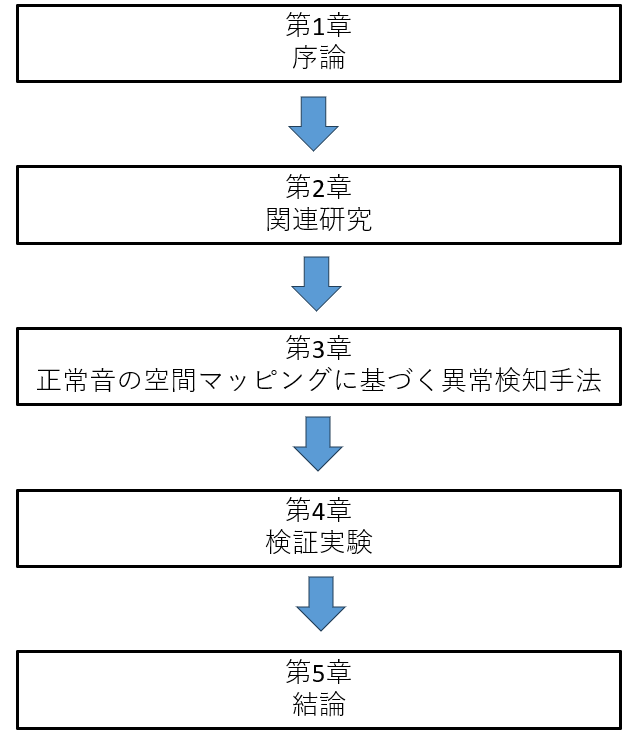 第1章
序論
第2章
関連研究
第3章
正常音の空間マッピングに基づく異常検知手法
第4章
検証実験
第5章
結論